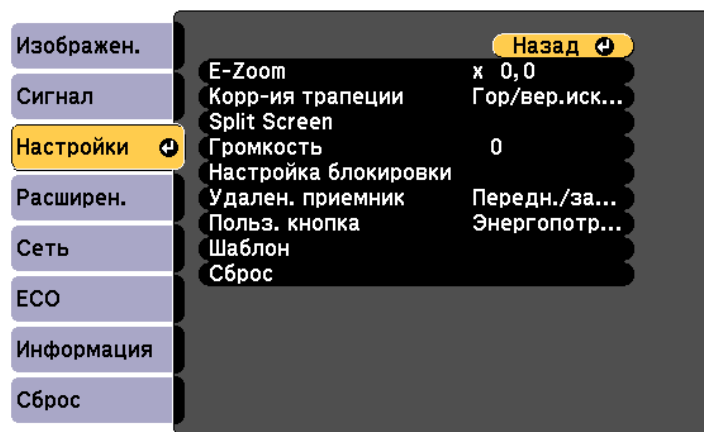 Изображен.
Сигнал
Настройки
Расширен.
Сеть
ECO
Информация
Сброс
Назад
E-Zoom x 0,0
Корр-ия трапеции Гор/вер.иск...
Split Screen
Громкость 0
Настройка блокировки
Удален. приемник Передн./за...
Польз. кнопка Энергопотр...
Шаблон
Сброс